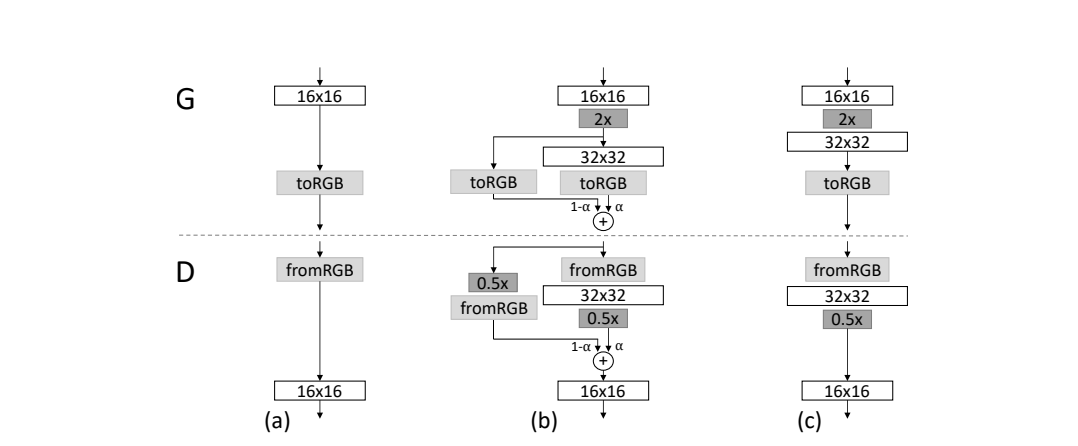 G
16x16
toRGB
16x16
2x
32x32
toRGB
toRGB
1-α
α
+
16x16
2x
32x32
toRGB
D
fromRGB
16x16
0.5x
fromRGB
fromRGB
32x32
0.5x
1-α
α
+
16x16
fromRGB
32x32
0.5x
16x16
(a)
(b)
(c)